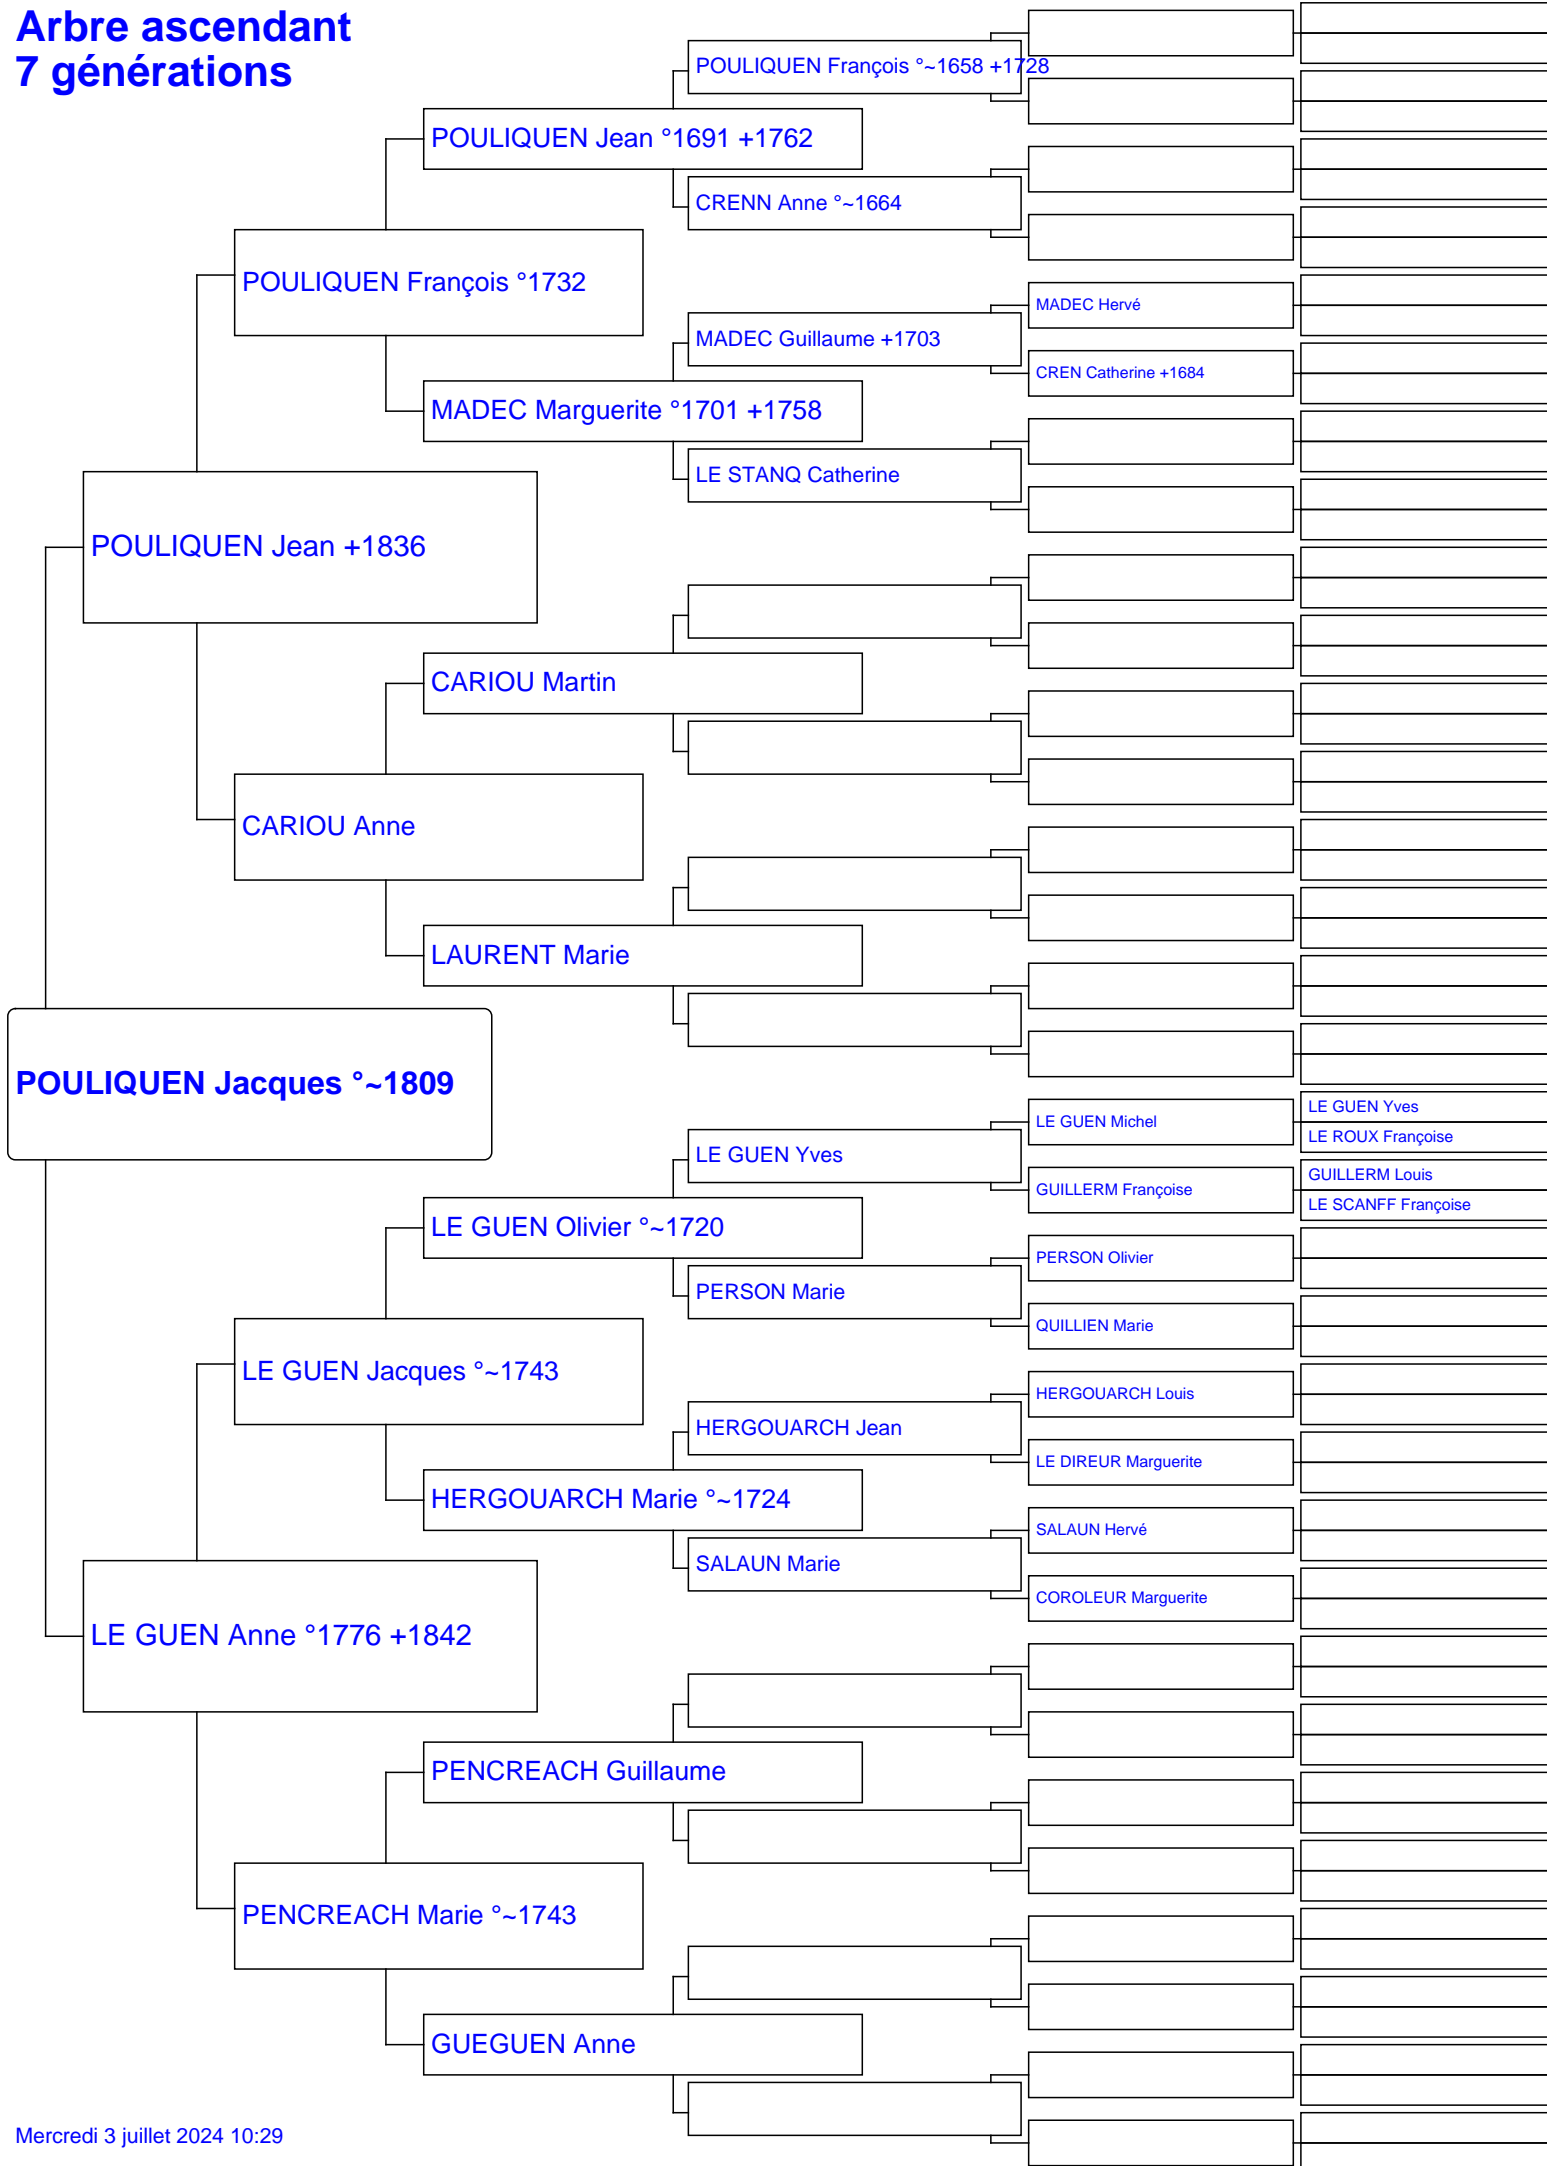 Arbre ascendant
7 générations
POULIQUEN François °~1658 +1728
POULIQUEN Jean °1691 +1762
CRENN Anne °~1664
POULIQUEN François °1732
MADEC Hervé
MADEC Guillaume +1703
CREN Catherine +1684
MADEC Marguerite °1701 +1758
LE STANQ Catherine
POULIQUEN Jean +1836
CARIOU Martin
CARIOU Anne
LAURENT Marie
POULIQUEN Jacques °~1809
LE GUEN Yves
LE GUEN Michel
LE ROUX Françoise
LE GUEN Yves
GUILLERM Louis
GUILLERM Françoise
LE SCANFF Françoise
LE GUEN Olivier °~1720
PERSON Olivier
PERSON Marie
QUILLIEN Marie
LE GUEN Jacques °~1743
HERGOUARCH Louis
HERGOUARCH Jean
LE DIREUR Marguerite
HERGOUARCH Marie °~1724
SALAUN Hervé
SALAUN Marie
COROLEUR Marguerite
LE GUEN Anne °1776 +1842
PENCREACH Guillaume
PENCREACH Marie °~1743
GUEGUEN Anne
Mercredi 3 juillet 2024 10:29